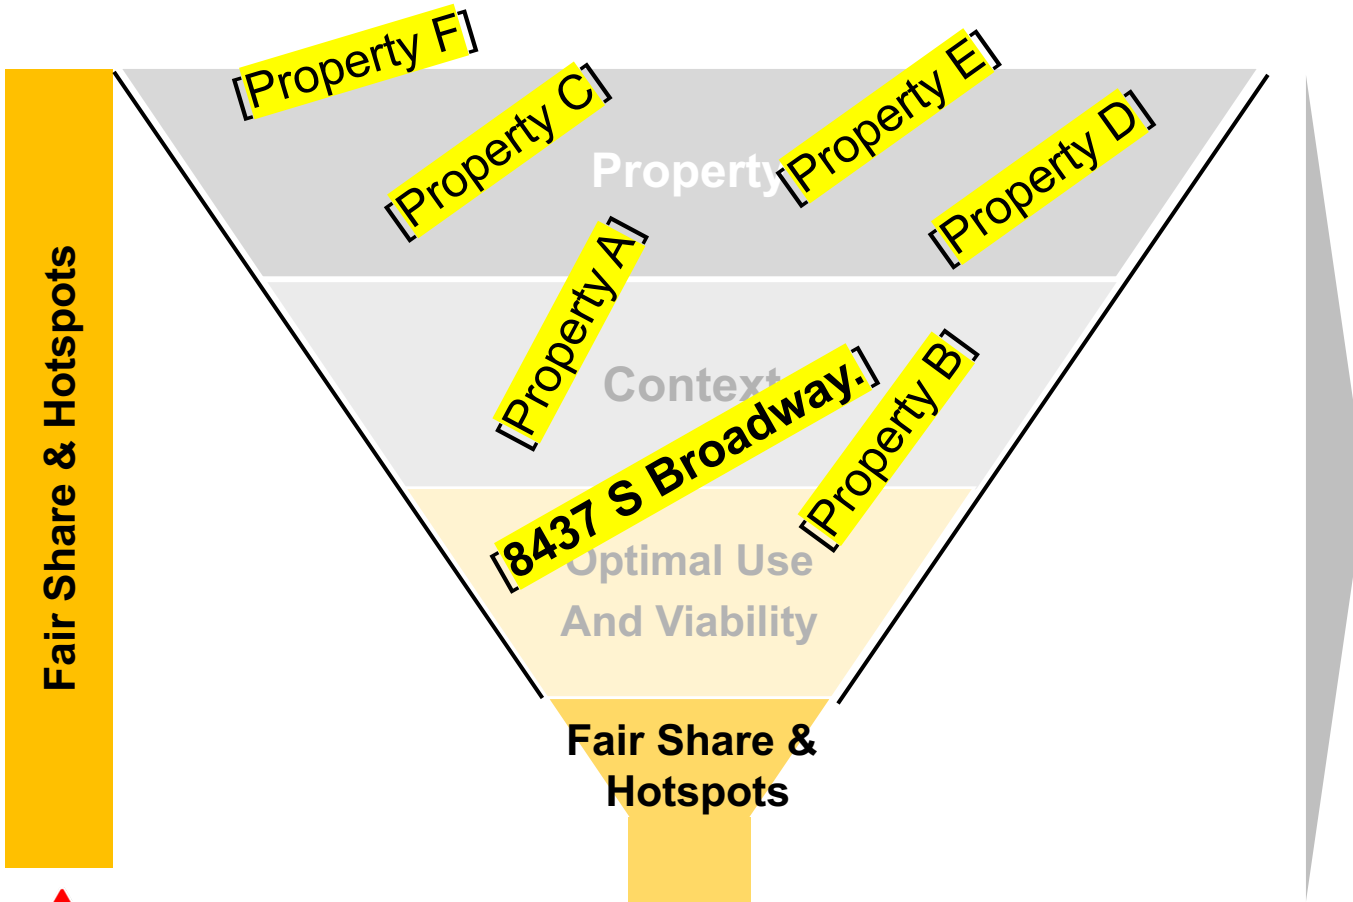 [Property F]
[Property C]
[Property E]
[Property D]
Property
[Property A]
Context
[8437 S Broadway.]
[Property B]
Optimal Use
And Viability
Fair Share &
Hotspots
Fair Share & Hotspots